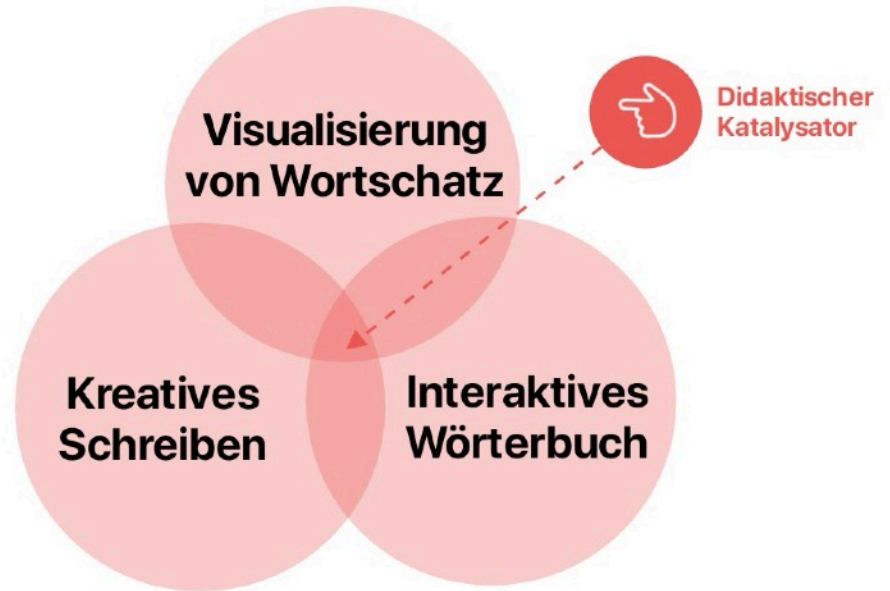 Visualisierung
von Wortschatz
Didaktischer
Katalysator
Kreatives
Schreiben
Interaktives
Wörterbuch